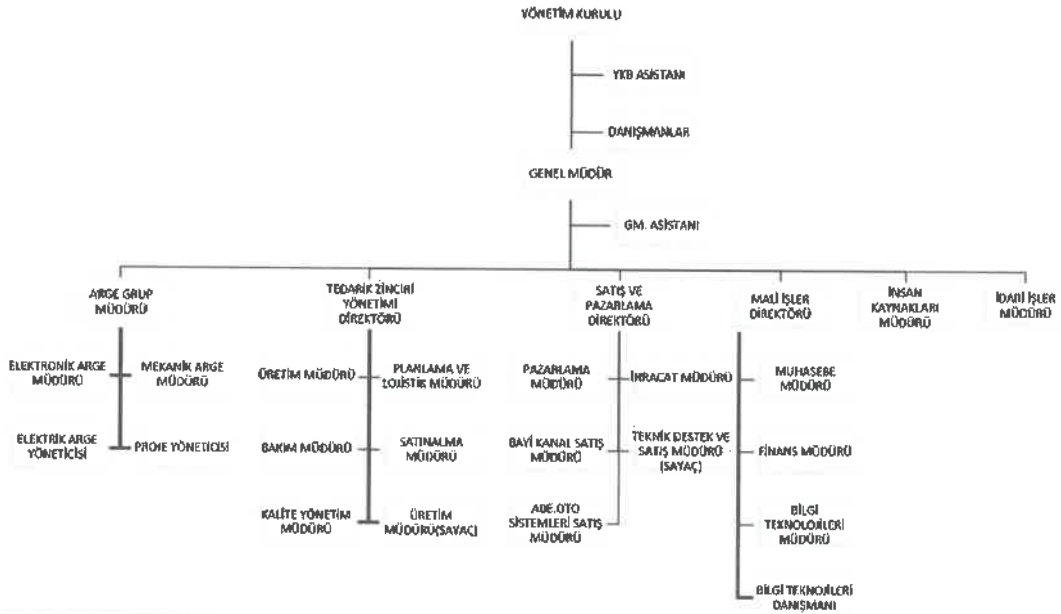 YÖNETİM KURULU
YKB ASİSTANI
DANIŞMANLAR
GENEL MÜDÜR
GM. ASİSTANI
ARGE GRUP
MÜDÜRÜ
TEDARİK ZİNCİRİ
YÖNETİMİ
DİREKTÖRÜ
SATIŞ VE
PAZARLAMA
DİREKTÖRÜ
MALİ İŞLER
DİREKTÖRÜ
İNSAN
KAYNAKLARI
MÜDÜRÜ
İDARİ İŞLER
MÜDÜRÜ
ELEKTRONİK ARGE
MÜDÜRÜ
MEKANİK ARGE
MÜDÜRÜ
ELEKTRİK ARGE
YÖNETİCİSİ
PROJE YÖNETİCİSİ
ÜRETİM MÜDÜRÜ
PLANLAMA VE
LOJİSTİK MÜDÜRÜ
BAKIM MÜDÜRÜ
SATINALMA
MÜDÜRÜ
KALİTE YÖNETİM
MÜDÜRÜ
ÜRETİM
MÜDÜRÜ(SAYAÇ)
PAZARLAMA
MÜDÜRÜ
İHRACAT MÜDÜRÜ
BAYİ KANAL SATIŞ
MÜDÜRÜ
TEKNİK DESTEK VE
SATIŞ MÜDÜRÜ
(SAYAÇ)
ADE.OTO
SİSTEMLERİ SATIŞ
MÜDÜRÜ
MUHASEBE
MÜDÜRÜ
FİNANS MÜDÜRÜ
BİLGİ
TEKNOLOJİLERİ
MÜDÜRÜ
BİLGİ TEKNOJİLERİ
DANIŞMANI